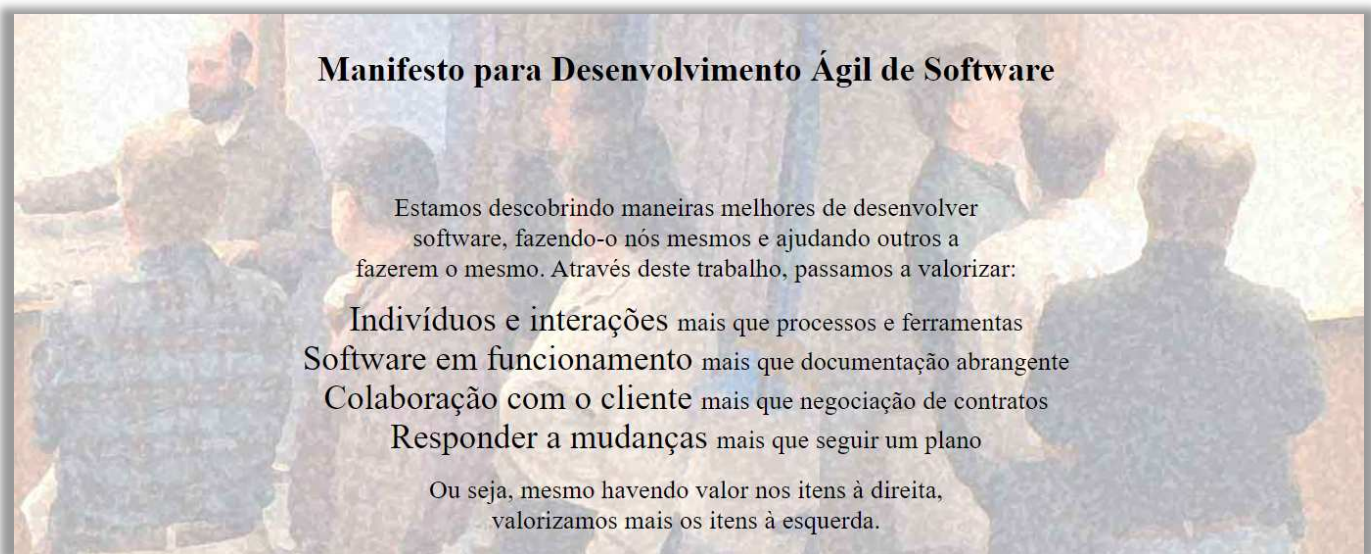 Manifesto para Desenvolvimento Ágil de Software
Estamos descobrindo maneiras melhores de desenvolver
software, fazendo-o nós mesmos e ajudando outros a
fazerem o mesmo. Através deste trabalho, passamos a valorizar:
Indivíduos e interações mais que processos e ferramentas
Software em funcionamento mais que documentação abrangente
Colaboração com o cliente mais que negociação de contratos
Responder a mudanças mais que seguir um plano
Ou seja, mesmo havendo valor nos itens à direita,
valorizamos mais os itens à esquerda.